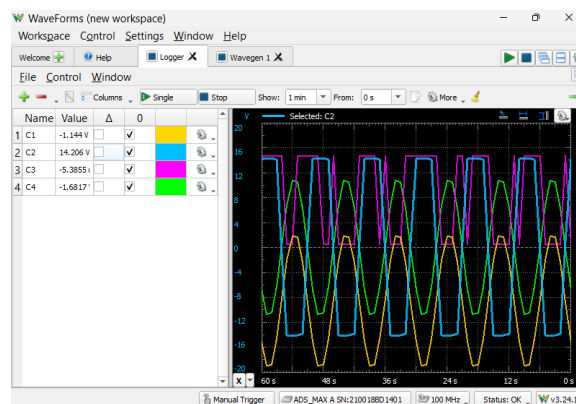 WaveForms (new workspace)
Workspace Control Settings Window Help
Welcome Help Logger Wavegen 1
File Control Window
Columns Single Stop Show: 1 min From: 0 s More
Name Value Δ 0
1 C1 -1.144 V
2 C2 14.206 V
3 C3 -5.3855
4 C4 -1.6817
V Selected: C2
20
16
12
8
4
0
-4
-8
-12
-16
-20
X 60 s 48 s 36 s 24 s 12 s 0 s
Manual Trigger ADS_MAX A SN:210018BD1401 100 MHz Status: OK v3.24.